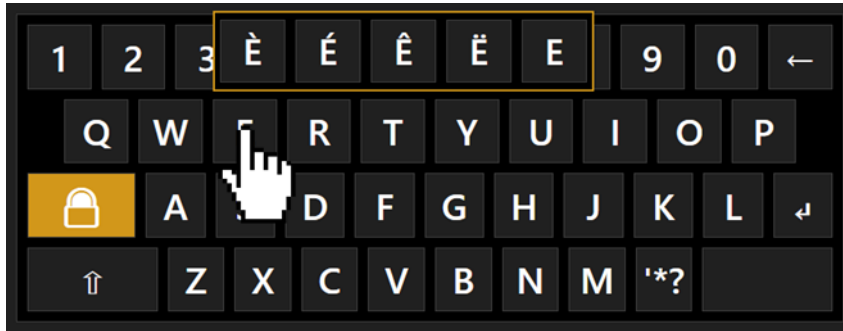 È É Ê Ë E
1 2 3 9 0 ←
Q W E R T Y U I O P
A D F G H J K L ↲
⇧ Z X C V B N M '*?